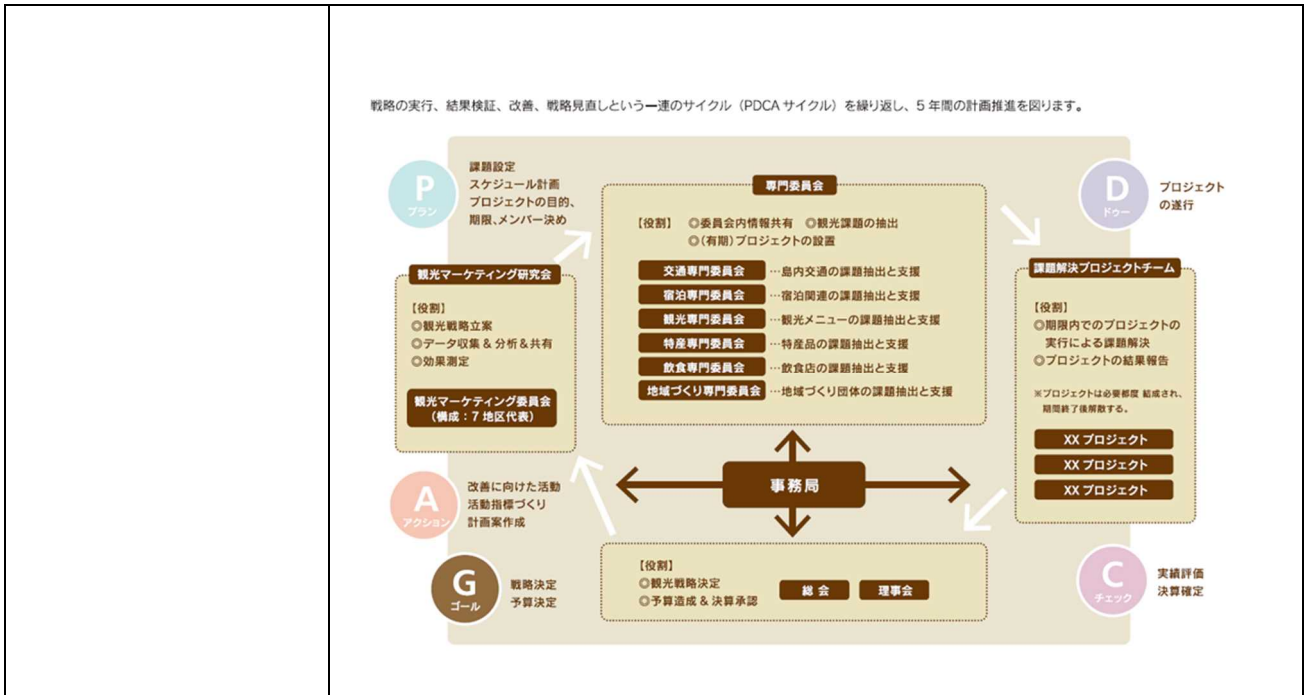 戦略の実行、結果検証、改善、戦略見直しという一連のサイクル（PDCA サイクル）を繰り返し、5 年間の計画推進を図ります。
P
プラン
課題設定
スケジュール計画
プロジェクトの目的、
期限、メンバー決め
専門委員会
【役割】 ◎委員会内情報共有 ◎観光課題の抽出
◎(有期)プロジェクトの設置
交通専門委員会 …島内交通の課題抽出と支援
宿泊専門委員会 …宿泊関連の課題抽出と支援
観光専門委員会 …観光メニューの課題抽出と支援
特産専門委員会 …特産品の課題抽出と支援
飲食専門委員会 …飲食店の課題抽出と支援
地域づくり専門委員会 …地域づくり団体の課題抽出と支援
D
ドゥー
プロジェクト
の遂行
観光マーケティング研究会
【役割】
◎観光戦略立案
◎データ収集 & 分析 & 共有
◎効果測定
観光マーケティング委員会
（構成：7 地区代表）
課題解決プロジェクトチーム
【役割】
◎期限内でのプロジェクトの
実行による課題解決
◎プロジェクトの結果報告
※プロジェクトは必要都度 結成され、
期間終了後解散する。
XX プロジェクト
XX プロジェクト
XX プロジェクト
事務局
A
アクション
改善に向けた活動
活動指標づくり
計画案作成
G
ゴール
戦略決定
予算決定
【役割】
◎観光戦略決定
◎予算造成 & 決算承認
総 会
理事会
C
チェック
実績評価
決算確定